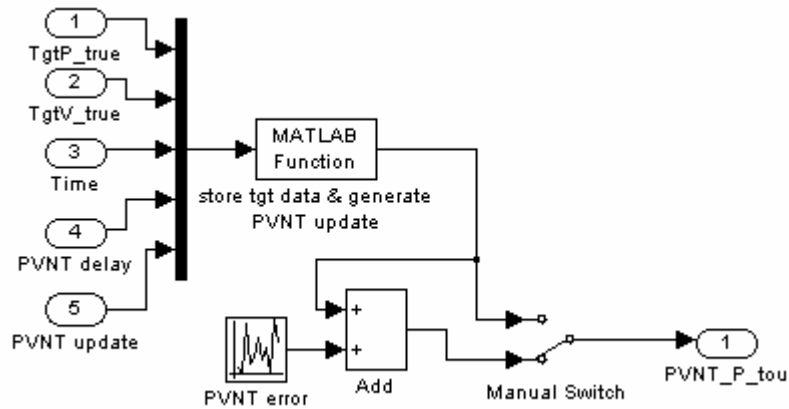 1
TgtP_true
2
TgtV_true
3
Time
4
PVNT delay
5
PVNT update
MATLAB
Function
store tgt data & generate
PVNT update
+
+
Add
PVNT error
Manual Switch
1
PVNT_P_tou